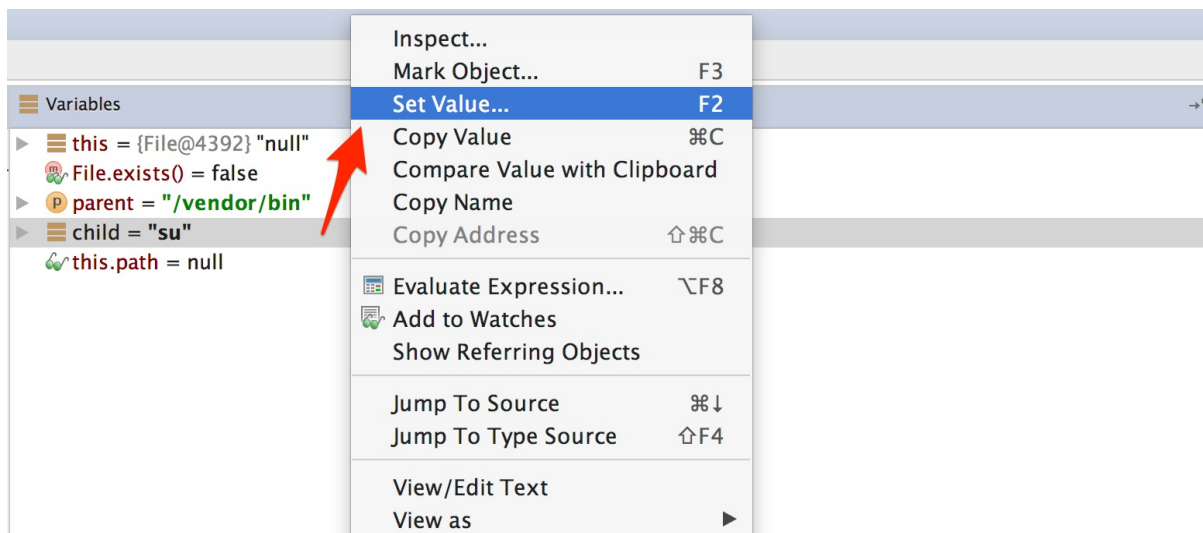 Variables
this = {File@4392} "null"
File.exists() = false
parent = "/vendor/bin"
child = "su"
this.path = null
Inspect...
Mark Object... F3
Set Value... F2
Copy Value ⌘C
Compare Value with Clipboard
Copy Name
Copy Address ⇧⌘C
Evaluate Expression... ⌥F8
Add to Watches
Show Referring Objects
Jump To Source ⌘↓
Jump To Type Source ⇧F4
View/Edit Text
View as